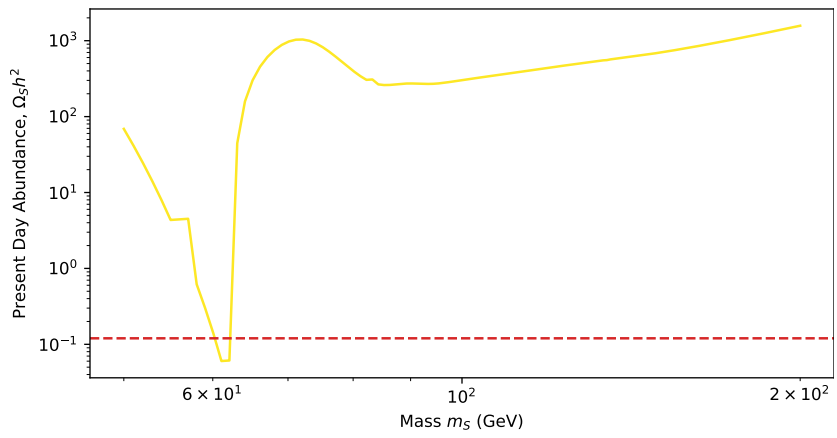 Present Day Abundance, Ω_S h²
10³
10²
10¹
10⁰
10⁻¹
6 × 10¹
10²
2 × 10²
Mass m_S (GeV)